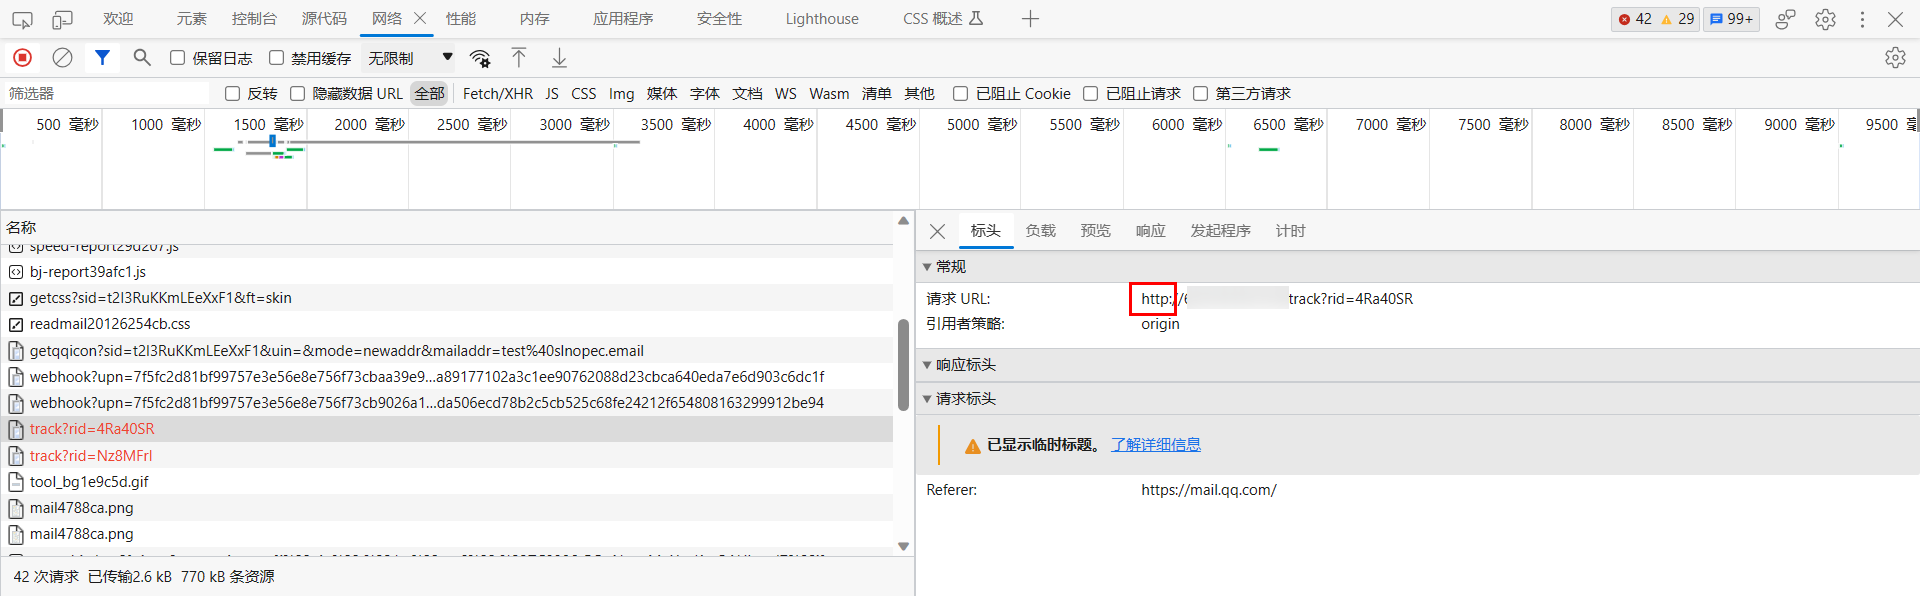 欢迎 元素 控制台 源代码 网络 性能 内存 应用程序 安全性 Lighthouse CSS 概述 42 29 99+
保留日志 禁用缓存 无限制
筛选器 反转 隐藏数据 URL 全部 Fetch/XHR JS CSS Img 媒体 字体 文档 WS Wasm 清单 其他 已阻止 Cookie 已阻止请求 第三方请求
500 毫秒 1000 毫秒 1500 毫秒 2000 毫秒 2500 毫秒 3000 毫秒 3500 毫秒 4000 毫秒 4500 毫秒 5000 毫秒 5500 毫秒 6000 毫秒 6500 毫秒 7000 毫秒 7500 毫秒 8000 毫秒 8500 毫秒 9000 毫秒 9500
名称
speed-report29d207.js
bj-report39afc1.js
getcss?sid=t2I3RuKKmLEeXxF1&ft=skin
readmail20126254cb.css
getqqicon?sid=t2I3RuKKmLEeXxF1&uin=&mode=newaddr&mailaddr=test%40slnopec.email
webhook?upn=7f5fc2d81bf99757e3e56e8e756f73cbaa39e9...a89177102a3c1ee90762088d23cbca640eda7e6d903c6dc1f
webhook?upn=7f5fc2d81bf99757e3e56e8e756f73cb9026a1...da506ecd78b2c5cb525c68fe24212f654808163299912be94
track?rid=4Ra40SR
track?rid=Nz8MFrI
tool_bg1e9c5d.gif
mail4788ca.png
mail4788ca.png
42 次请求 已传输2.6 kB 770 kB 条资源
标头 负载 预览 响应 发起程序 计时
常规
请求 URL: http:// track?rid=4Ra40SR
引用者策略: origin
响应标头
请求标头
已显示临时标题。 了解详细信息
Referer: https://mail.qq.com/